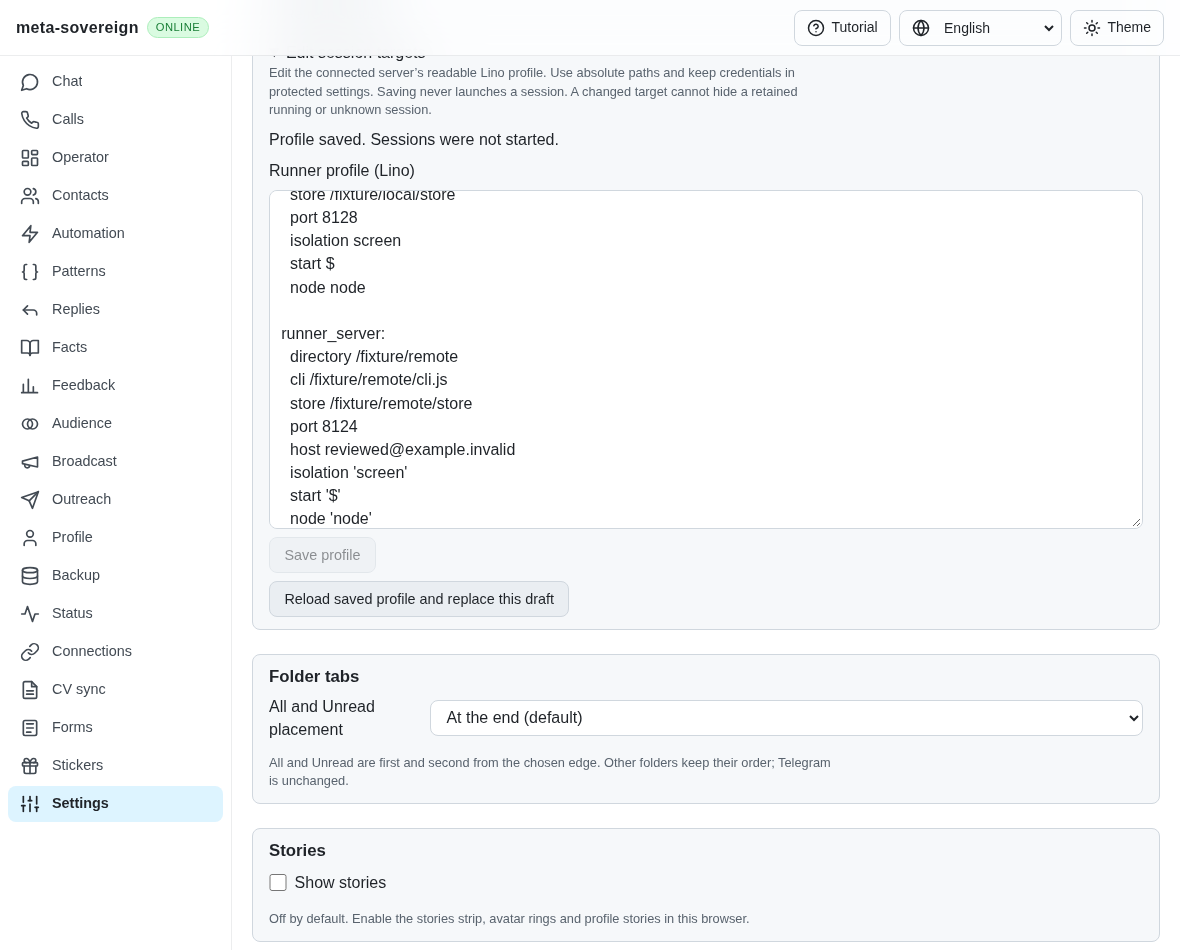 meta-sovereign
ONLINE
Tutorial
English
Theme
Chat
Calls
Operator
Contacts
Automation
Patterns
Replies
Facts
Feedback
Audience
Broadcast
Outreach
Profile
Backup
Status
Connections
CV sync
Forms
Stickers
Settings
Edit session targets
Edit the connected server's readable Lino profile. Use absolute paths and keep credentials in
protected settings. Saving never launches a session. A changed target cannot hide a retained
running or unknown session.
Profile saved. Sessions were not started.
Runner profile (Lino)
store /fixture/local/store
port 8128
isolation screen
start $
node node
runner_server:
directory /fixture/remote
cli /fixture/remote/cli.js
store /fixture/remote/store
port 8124
host reviewed@example.invalid
isolation 'screen'
start '$'
node 'node'
Save profile
Reload saved profile and replace this draft
Folder tabs
All and Unread
placement
At the end (default)
All and Unread are first and second from the chosen edge. Other folders keep their order; Telegram
is unchanged.
Stories
Show stories
Off by default. Enable the stories strip, avatar rings and profile stories in this browser.